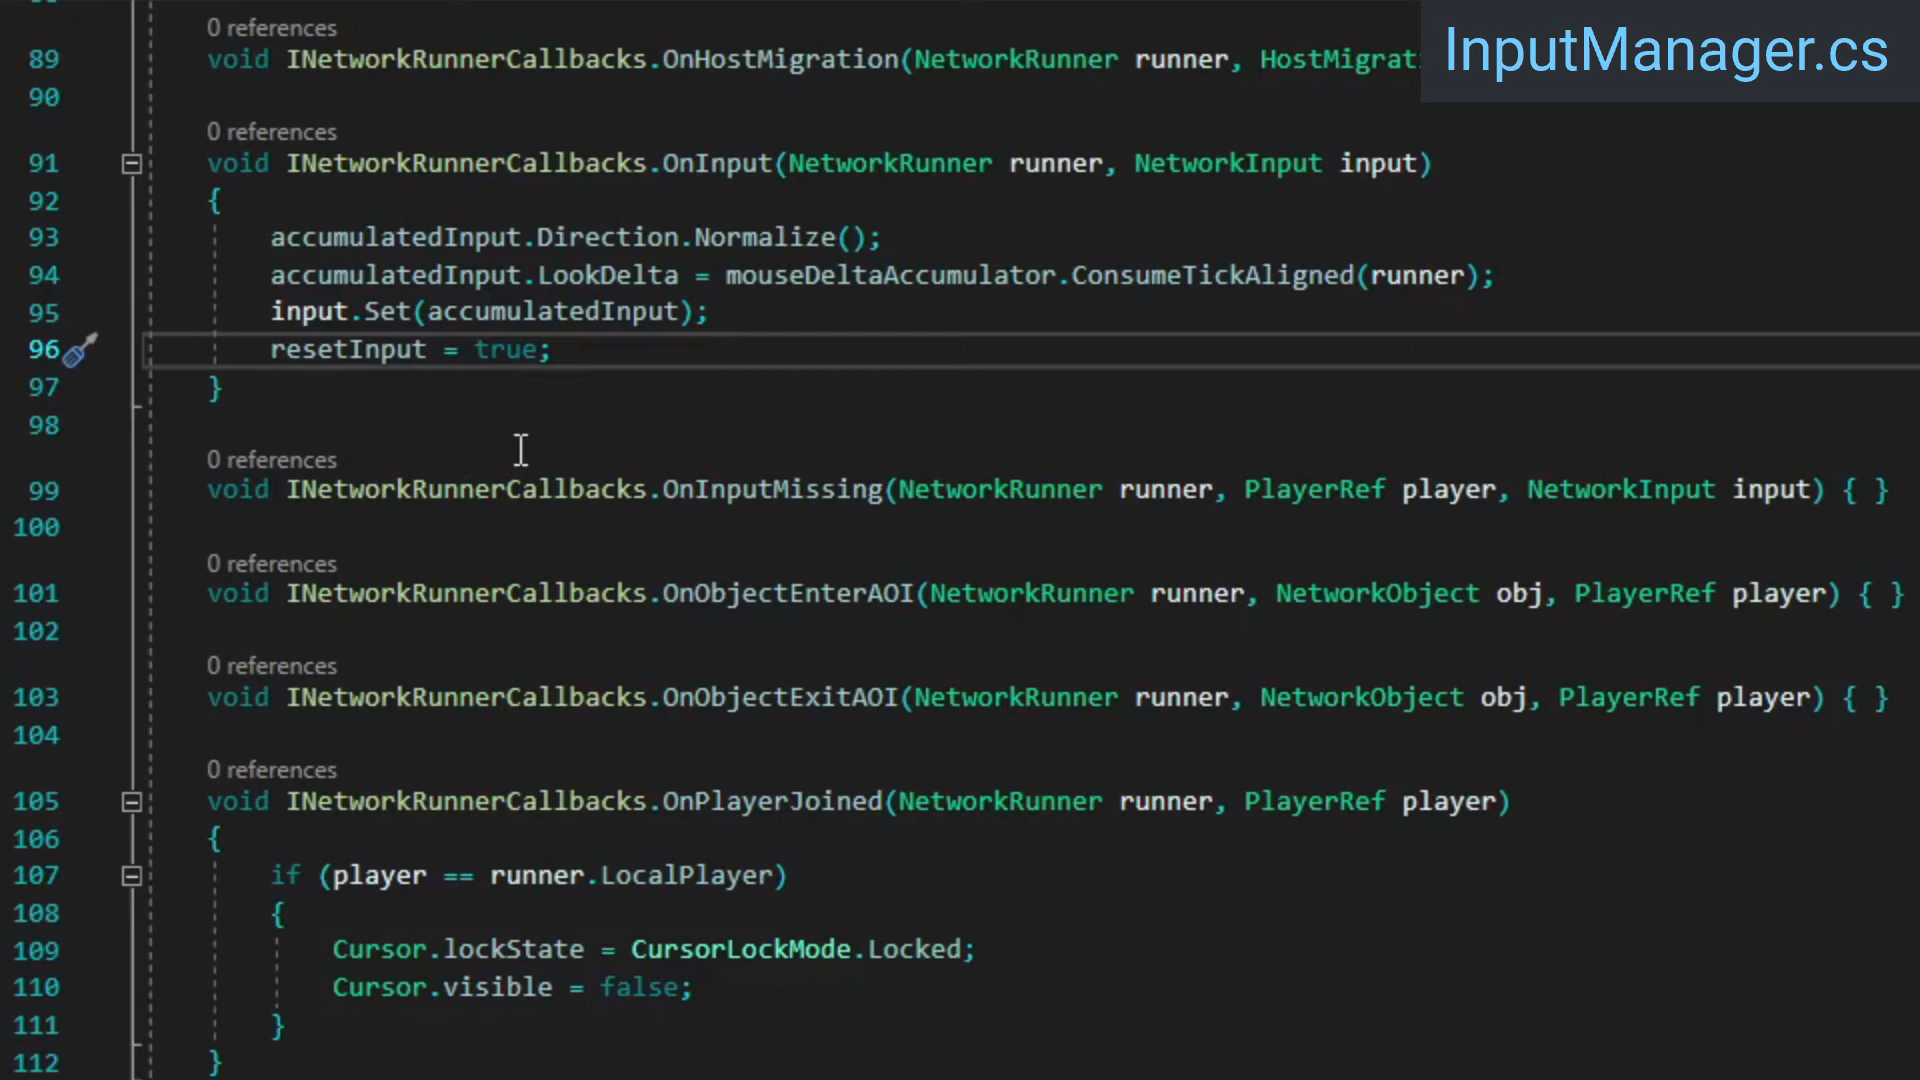 InputManager.cs
0 references
89 void INetworkRunnerCallbacks.OnHostMigration(NetworkRunner runner, HostMigrati
90
0 references
91 void INetworkRunnerCallbacks.OnInput(NetworkRunner runner, NetworkInput input)
92 {
93 accumulatedInput.Direction.Normalize();
94 accumulatedInput.LookDelta = mouseDeltaAccumulator.ConsumeTickAligned(runner);
95 input.Set(accumulatedInput);
96 resetInput = true;
97 }
98
0 references
99 void INetworkRunnerCallbacks.OnInputMissing(NetworkRunner runner, PlayerRef player, NetworkInput input) { }
100
0 references
101 void INetworkRunnerCallbacks.OnObjectEnterAOI(NetworkRunner runner, NetworkObject obj, PlayerRef player) { }
102
0 references
103 void INetworkRunnerCallbacks.OnObjectExitAOI(NetworkRunner runner, NetworkObject obj, PlayerRef player) { }
104
0 references
105 void INetworkRunnerCallbacks.OnPlayerJoined(NetworkRunner runner, PlayerRef player)
106 {
107 if (player == runner.LocalPlayer)
108 {
109 Cursor.lockState = CursorLockMode.Locked;
110 Cursor.visible = false;
111 }
112 }